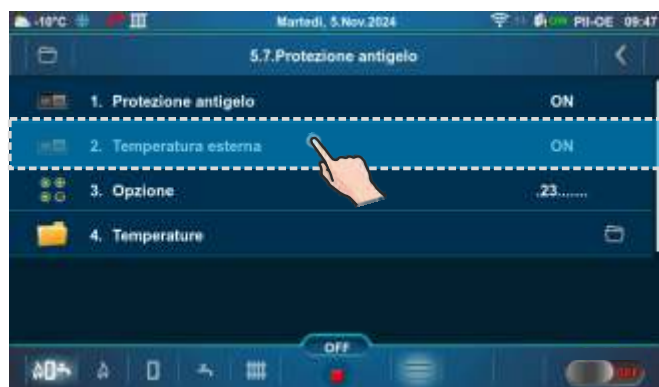 -10°C Martedì, 5.Nov.2024 ON PII-OE 09:47
5.7.Protezione antigelo
1. Protezione antigelo ON
2. Temperatura esterna ON
3. Opzione .23.......
4. Temperature
OFF
OFF